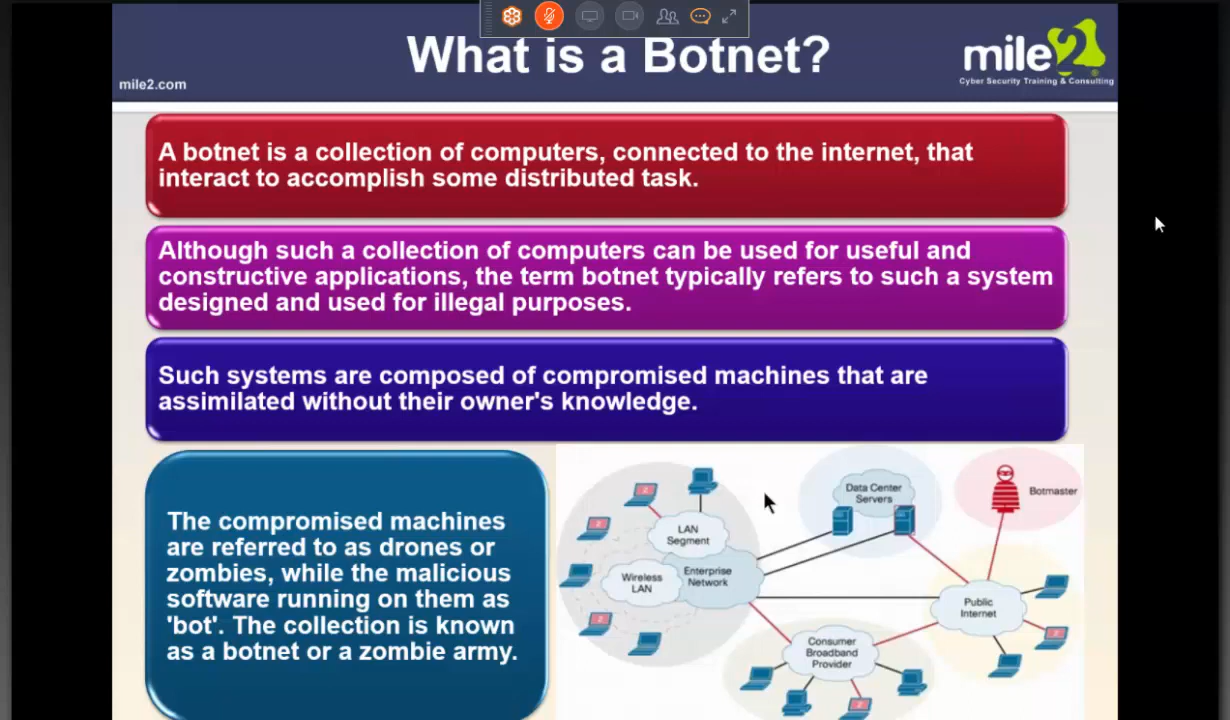 What is a Botnet?
mile2
Cyber Security Training & Consulting
mile2.com
A botnet is a collection of computers, connected to the internet, that
interact to accomplish some distributed task.
Although such a collection of computers can be used for useful and
constructive applications, the term botnet typically refers to such a system
designed and used for illegal purposes.
Such systems are composed of compromised machines that are
assimilated without their owner's knowledge.
The compromised machines
are referred to as drones or
zombies, while the malicious
software running on them as
'bot'. The collection is known
as a botnet or a zombie army.
LAN
Segment
Wireless
LAN
Enterprise
Network
Data Center
Servers
Botmaster
Public
Internet
Consumer
Broadband
Provider